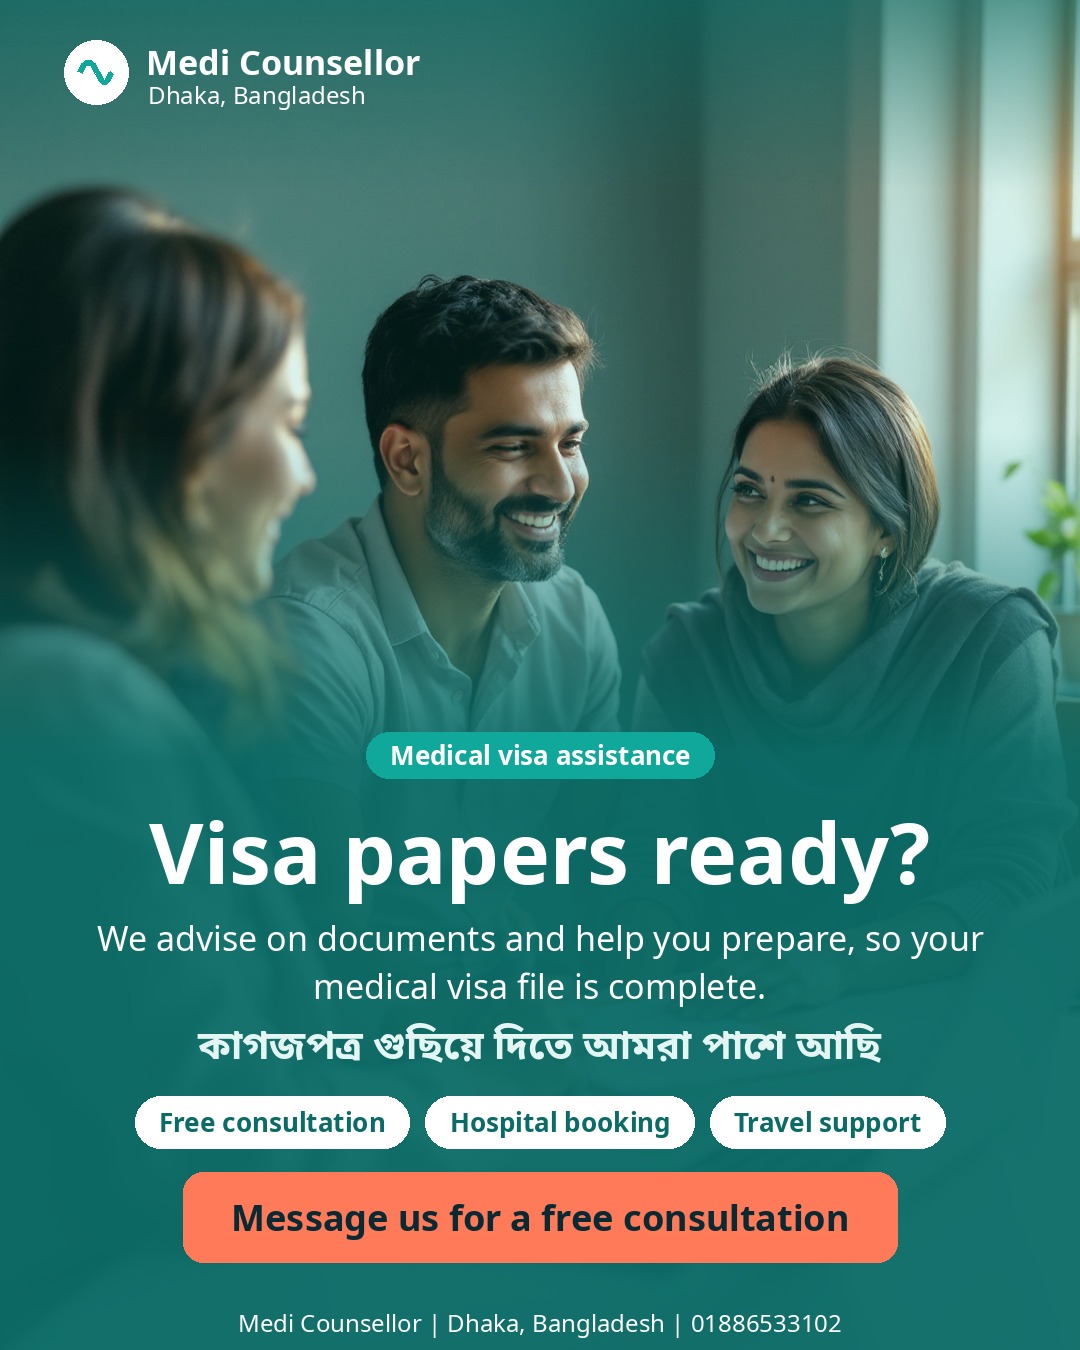 Medi Counsellor
Dhaka, Bangladesh
Medical visa assistance
Visa papers ready?
We advise on documents and help you prepare, so your
medical visa file is complete.
কাগজপত্র গুছিয়ে দিতে আমরা পাশে আছি
Free consultation
Hospital booking
Travel support
Message us for a free consultation
Medi Counsellor | Dhaka, Bangladesh | 01886533102